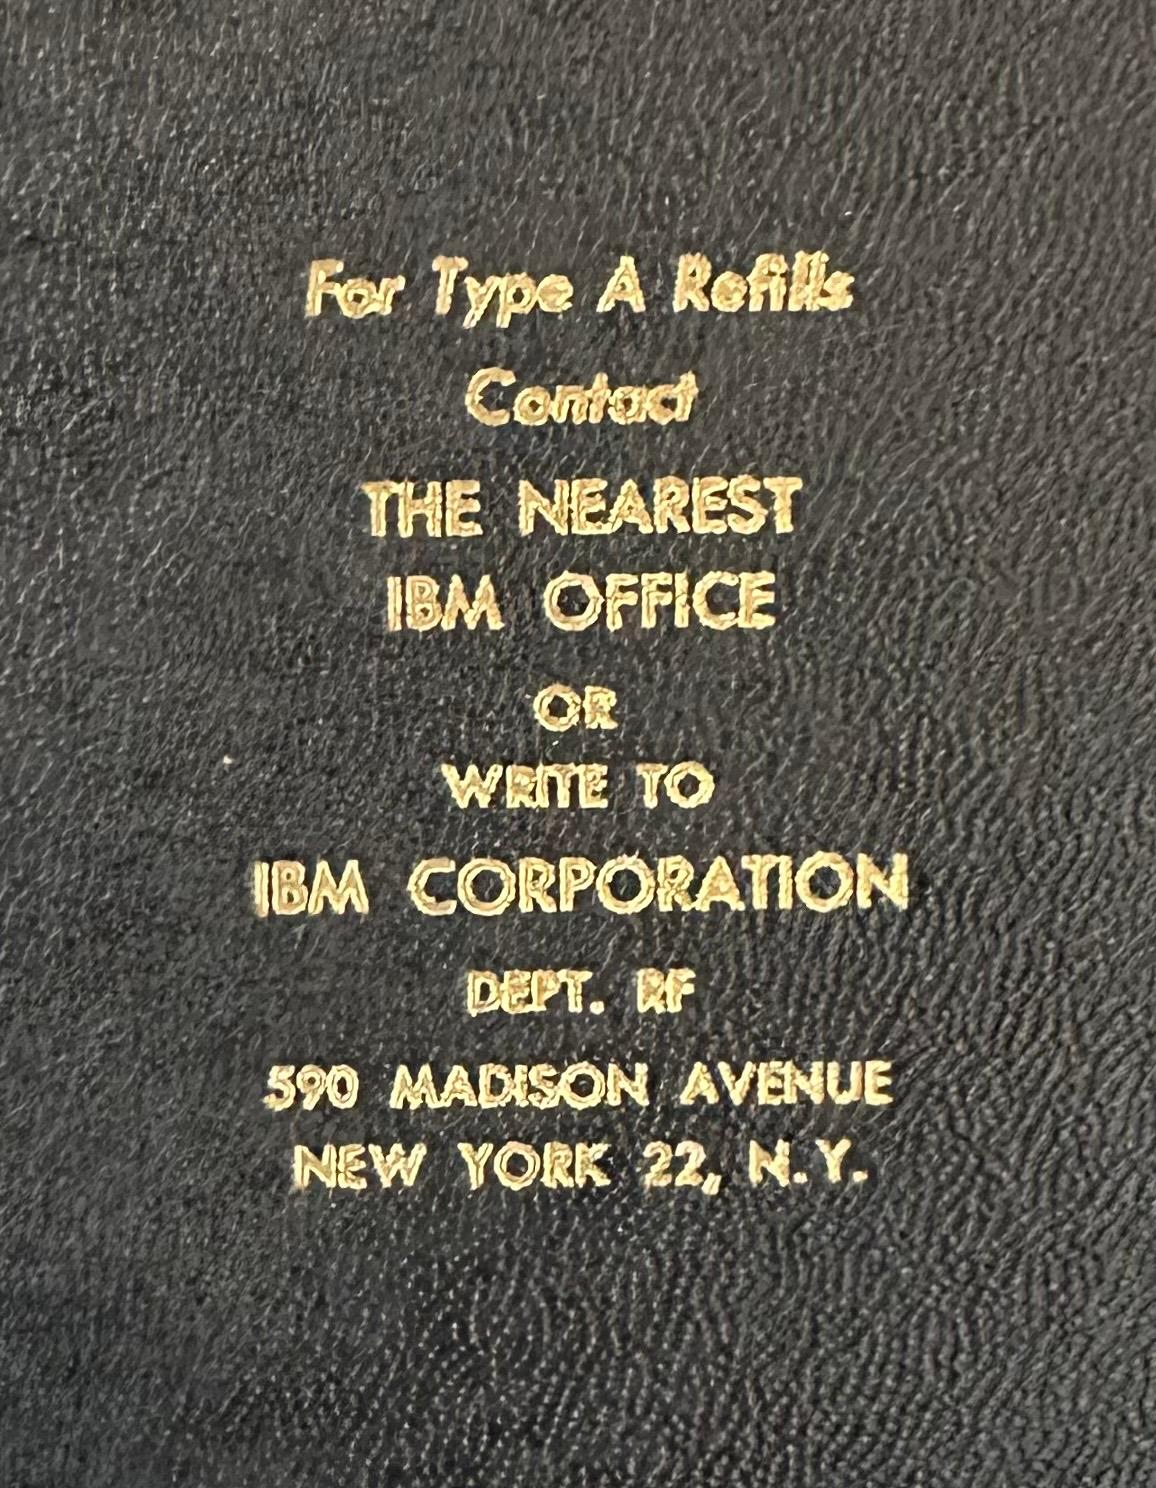 For Type A Refills
Contact
THE NEAREST
IBM OFFICE
OR
WRITE TO
IBM CORPORATION
DEPT. RF
590 MADISON AVENUE
NEW YORK 22, N.Y.